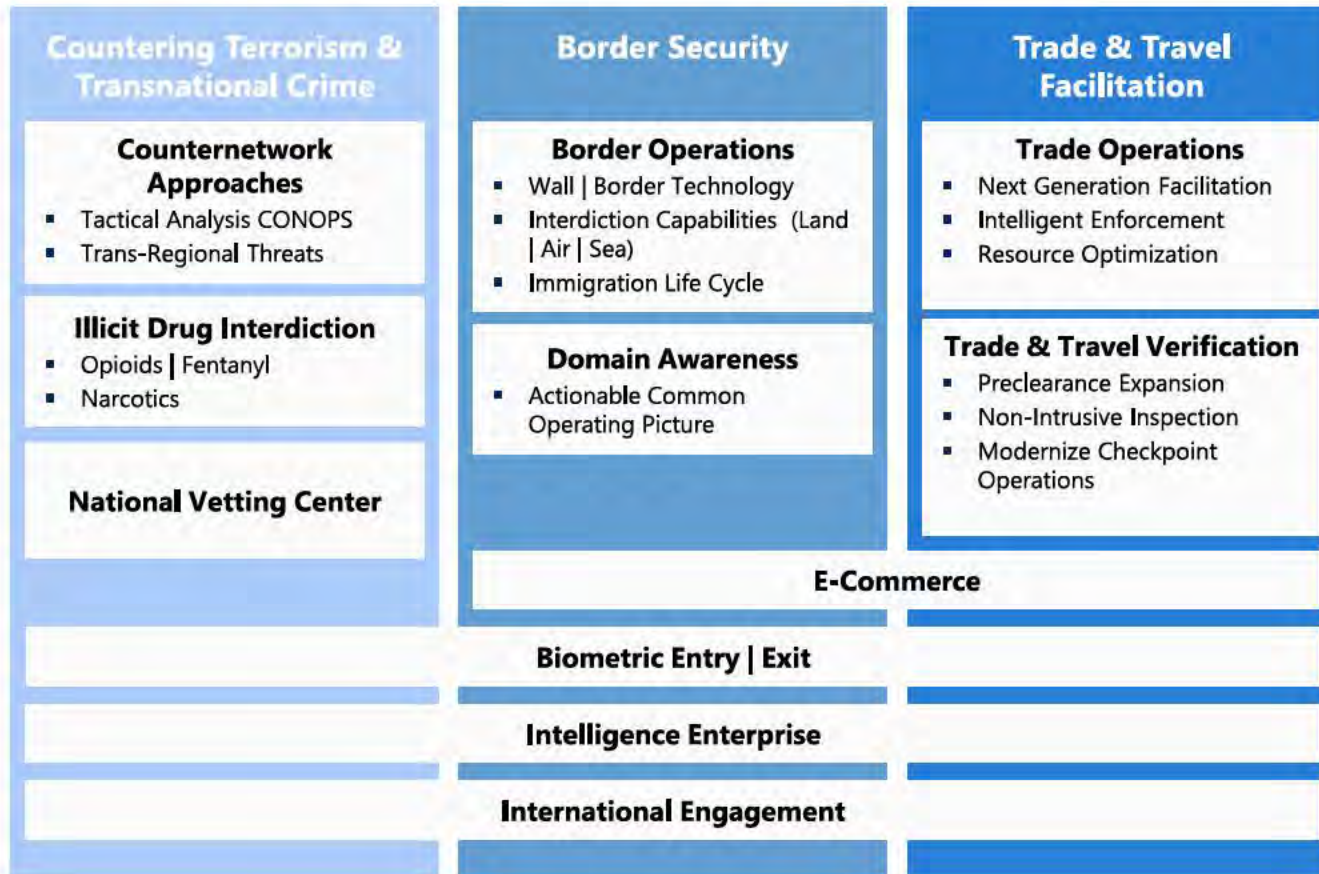 Countering Terrorism &
Transnational Crime
Counternetwork
Approaches
▪ Tactical Analysis CONOPS
▪ Trans-Regional Threats
Illicit Drug Interdiction
▪ Opioids | Fentanyl
▪ Narcotics
National Vetting Center
Border Security
Border Operations
▪ Wall | Border Technology
▪ Interdiction Capabilities (Land
| Air | Sea)
▪ Immigration Life Cycle
Domain Awareness
▪ Actionable Common
Operating Picture
Trade & Travel
Facilitation
Trade Operations
▪ Next Generation Facilitation
▪ Intelligent Enforcement
▪ Resource Optimization
Trade & Travel Verification
▪ Preclearance Expansion
▪ Non-Intrusive Inspection
▪ Modernize Checkpoint
Operations
E-Commerce
Biometric Entry | Exit
Intelligence Enterprise
International Engagement